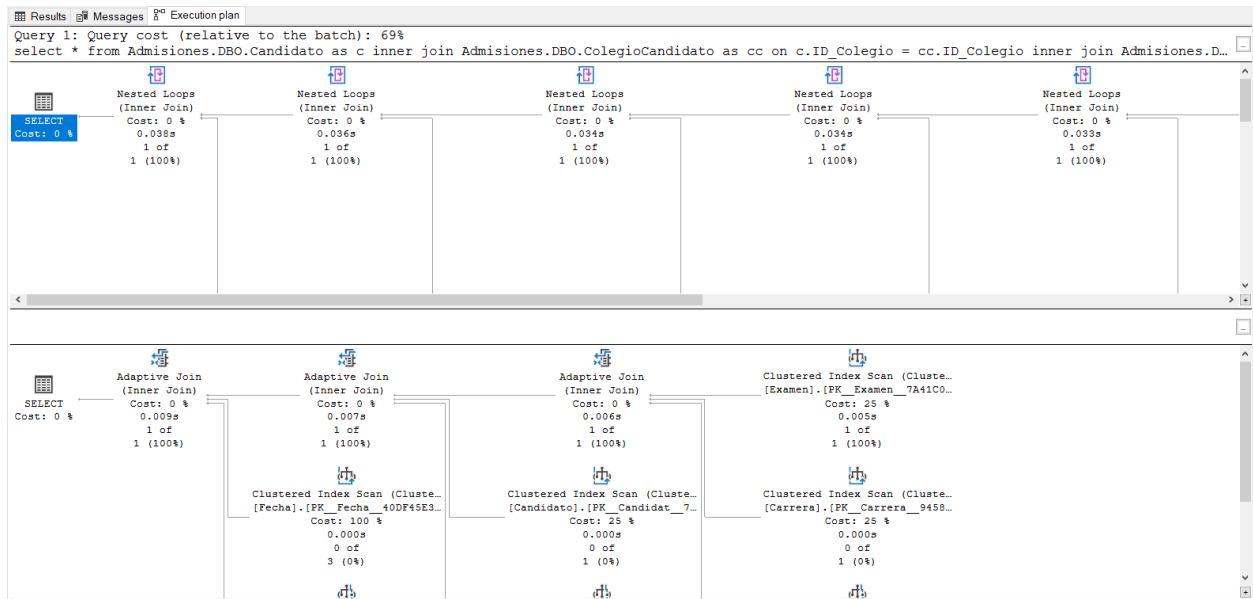 Results Messages Execution plan
Query 1: Query cost (relative to the batch): 69%
select * from Admisiones.DBO.Candidato as c inner join Admisiones.DBO.ColegioCandidato as cc on c.ID_Colegio = cc.ID_Colegio inner join Admisiones.D…
SELECT
Cost: 0 %
Nested Loops
(Inner Join)
Cost: 0 %
0.038s
1 of
1 (100%)
Nested Loops
(Inner Join)
Cost: 0 %
0.036s
1 of
1 (100%)
Nested Loops
(Inner Join)
Cost: 0 %
0.034s
1 of
1 (100%)
Nested Loops
(Inner Join)
Cost: 0 %
0.034s
1 of
1 (100%)
Nested Loops
(Inner Join)
Cost: 0 %
0.033s
1 of
1 (100%)
SELECT
Cost: 0 %
Adaptive Join
(Inner Join)
Cost: 0 %
0.009s
1 of
1 (100%)
Adaptive Join
(Inner Join)
Cost: 0 %
0.007s
1 of
1 (100%)
Adaptive Join
(Inner Join)
Cost: 0 %
0.006s
1 of
1 (100%)
Clustered Index Scan (Cluste…
[Examen].[PK__Examen__7A41C0…
Cost: 25 %
0.005s
1 of
1 (100%)
Clustered Index Scan (Cluste…
[Fecha].[PK__Fecha__40DF45E3…
Cost: 100 %
0.000s
0 of
3 (0%)
Clustered Index Scan (Cluste…
[Candidato].[PK__Candidat__7…
Cost: 25 %
0.000s
0 of
1 (0%)
Clustered Index Scan (Cluste…
[Carrera].[PK__Carrera__9458…
Cost: 25 %
0.000s
0 of
1 (0%)